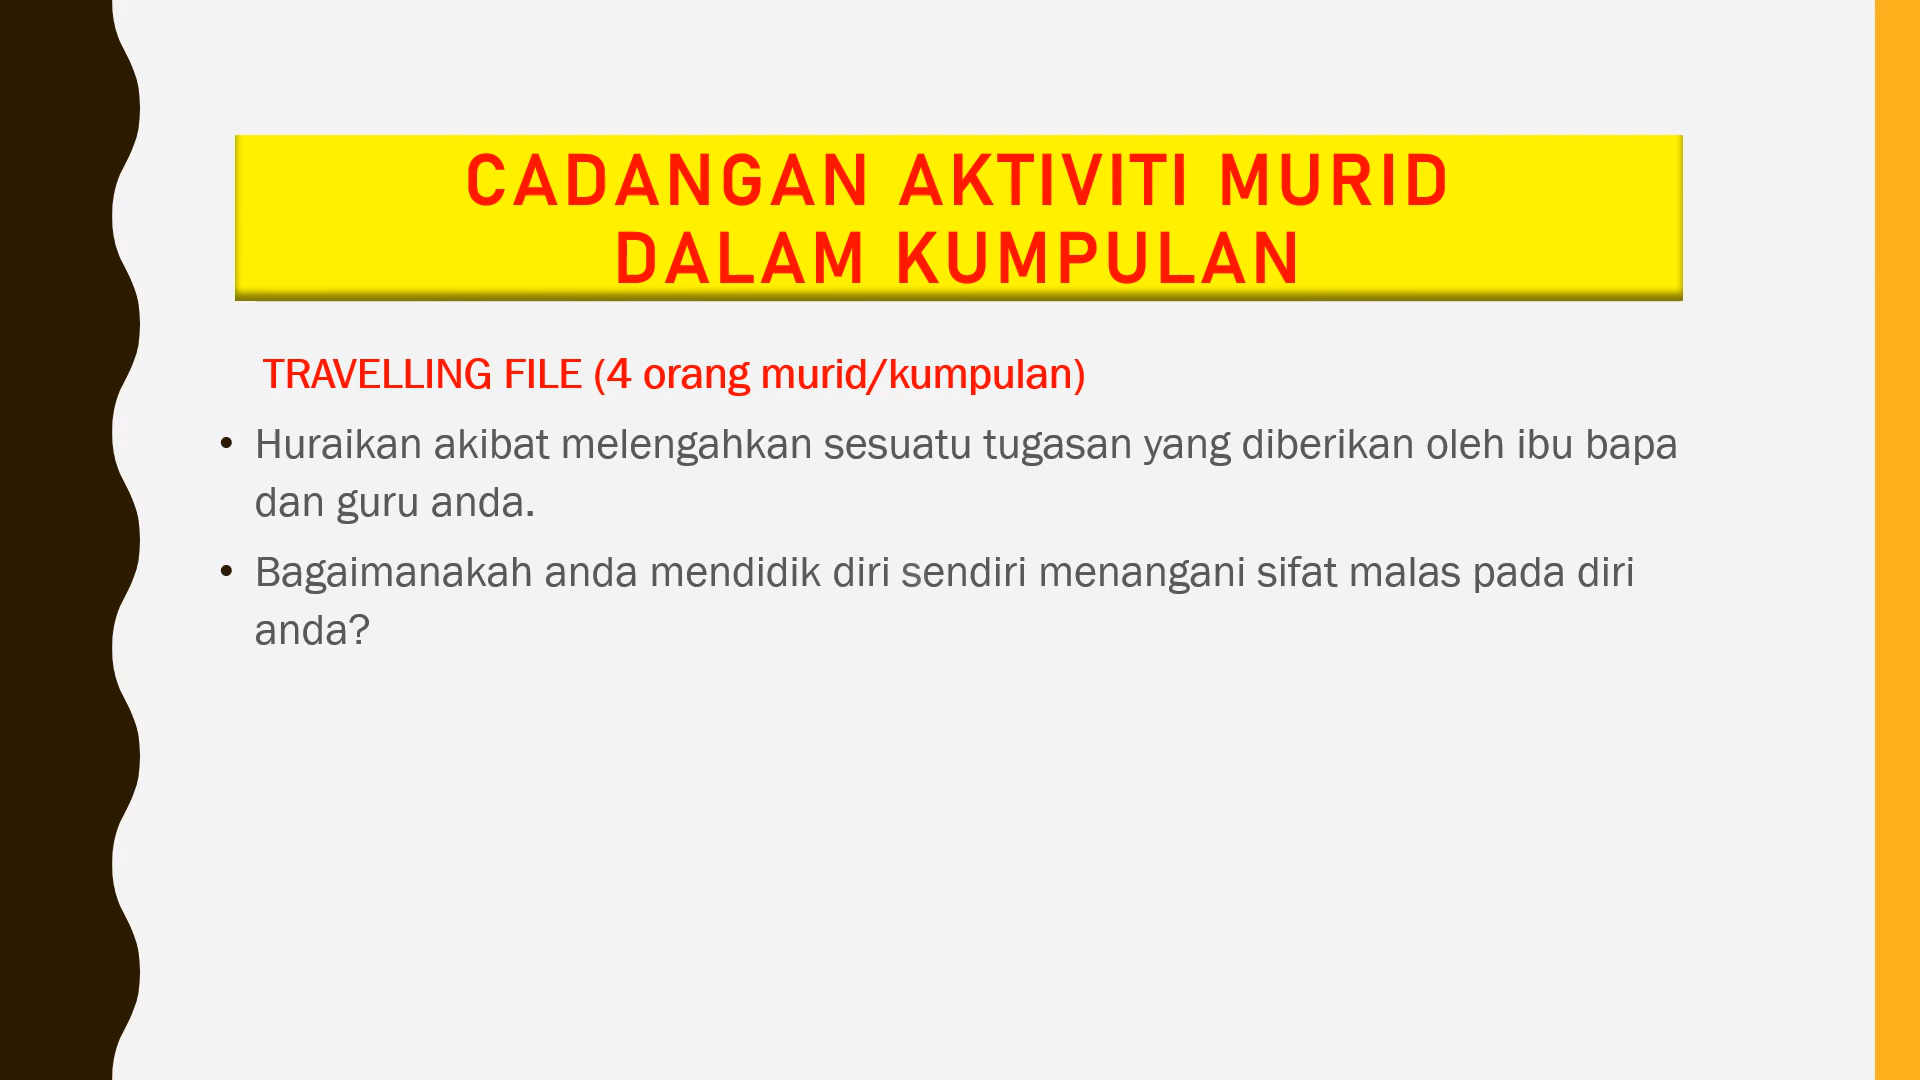 CADANGAN AKTIVITI MURID
DALAM KUMPULAN
TRAVELLING FILE (4 orang murid/kumpulan)
• Huraikan akibat melengahkan sesuatu tugasan yang diberikan oleh ibu bapa
dan guru anda.
• Bagaimanakah anda mendidik diri sendiri menangani sifat malas pada diri
anda?